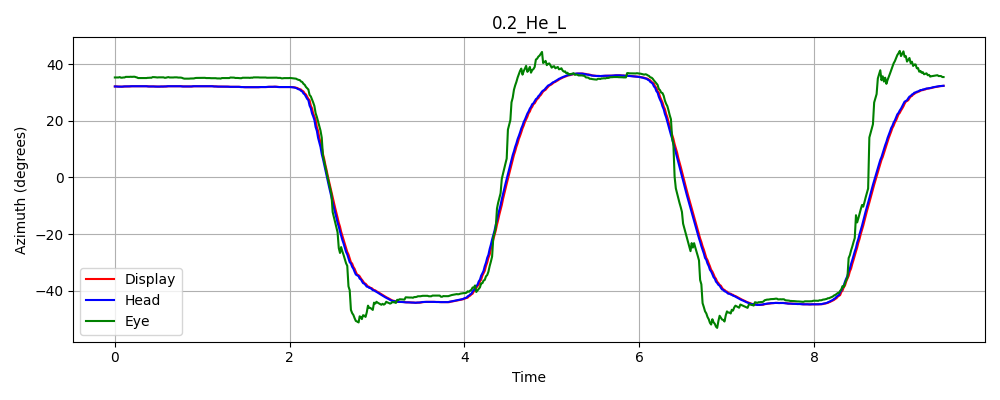 0.2_He_L
40
20
0
−20
−40
Azimuth (degrees)
Display
Head
Eye
0 2 4 6 8
Time